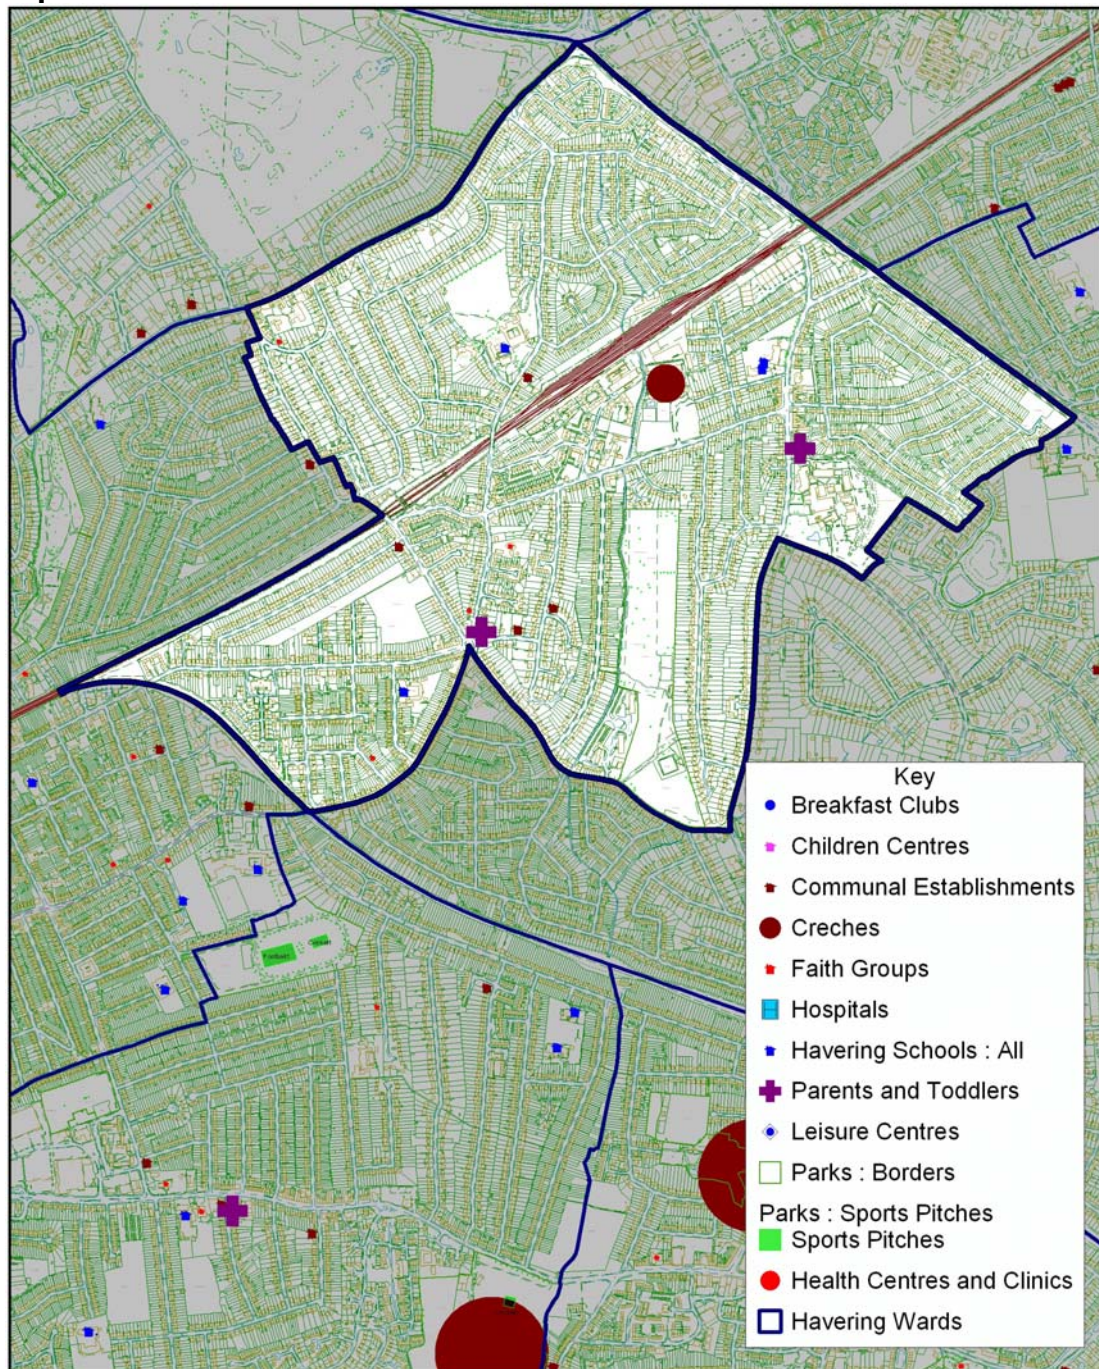 Key
Breakfast Clubs
Children Centres
Communal Establishments
Creches
Faith Groups
Hospitals
Havering Schools : All
Parents and Toddlers
Leisure Centres
Parks : Borders
Parks : Sports Pitches
Sports Pitches
Health Centres and Clinics
Havering Wards